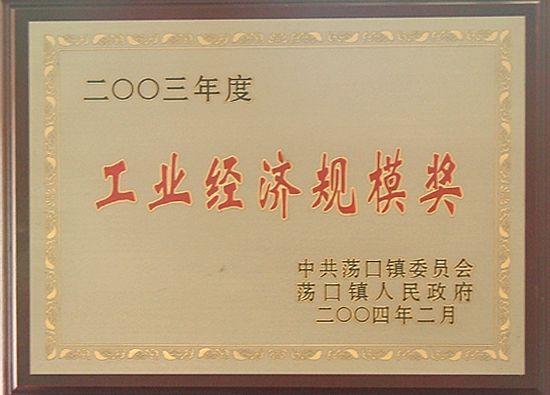 二〇〇三年度
工业经济规模奖
中共荡口镇委员会
荡口镇人民政府
二〇〇四年二月